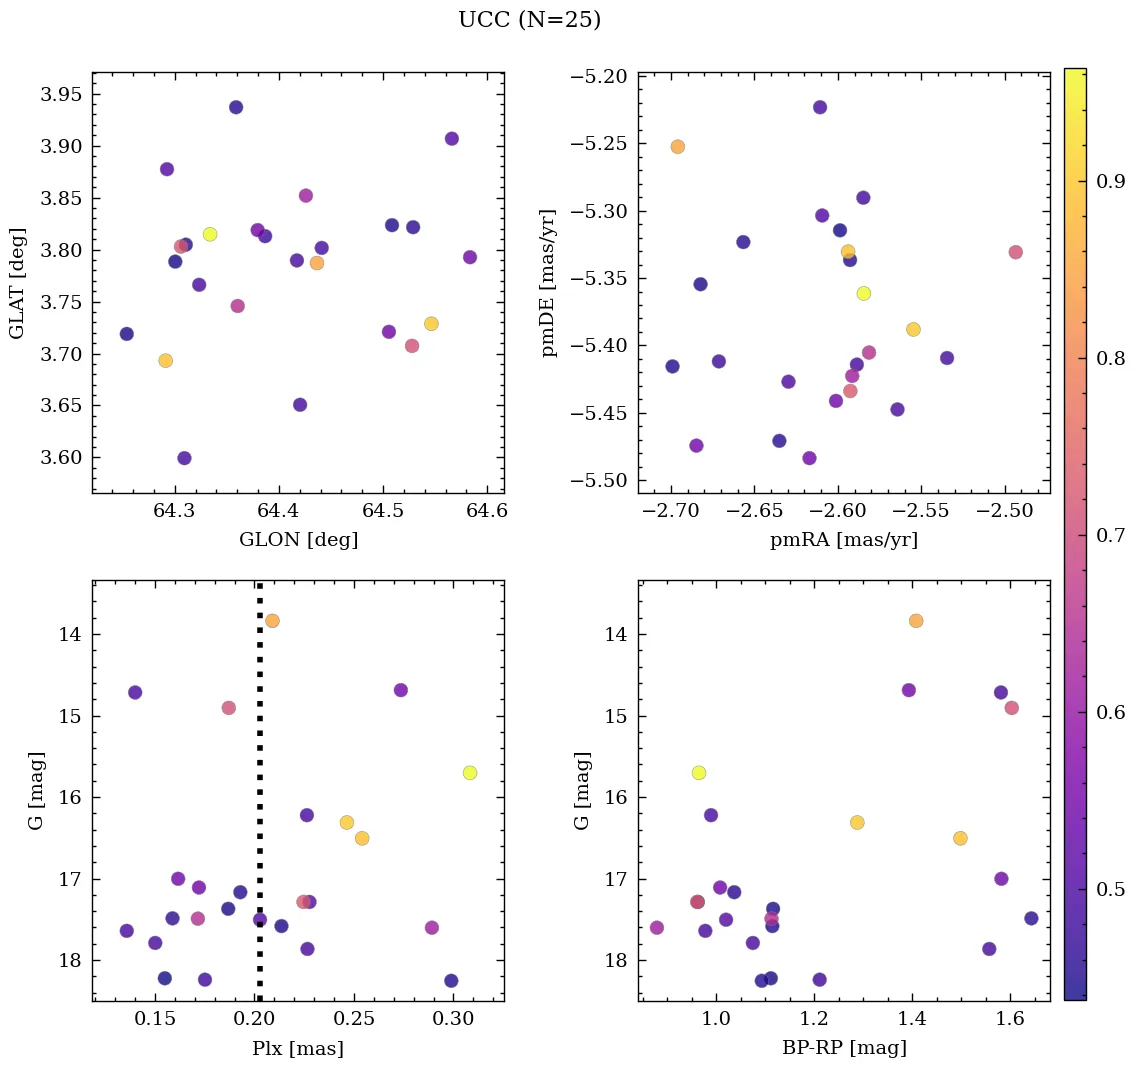 UCC (N=25)
3.95
3.90
3.85
3.80
3.75
3.70
3.65
3.60
GLAT [deg]
64.3 64.4 64.5 64.6
GLON [deg]
−5.20
−5.25
−5.30
−5.35
−5.40
−5.45
−5.50
pmDE [mas/yr]
−2.70 −2.65 −2.60 −2.55 −2.50
pmRA [mas/yr]
14
15
16
17
18
G [mag]
0.15 0.20 0.25 0.30
Plx [mas]
14
15
16
17
18
G [mag]
1.0 1.2 1.4 1.6
BP-RP [mag]
0.9
0.8
0.7
0.6
0.5